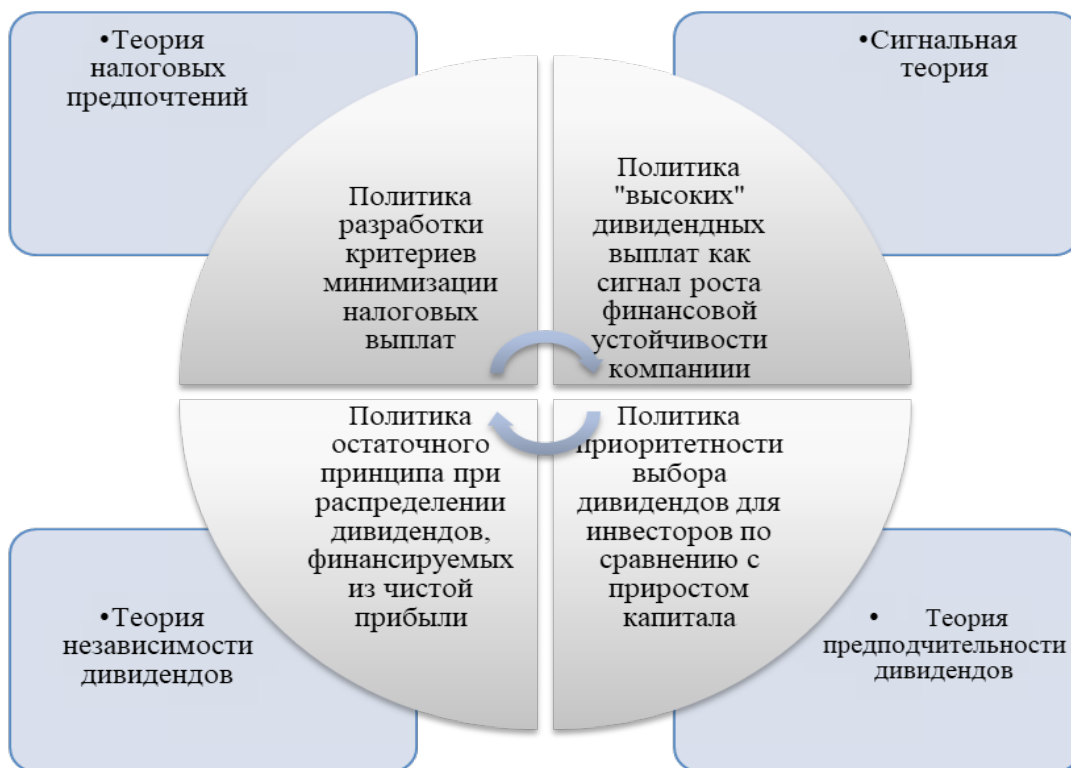 •Теория
налоговых
предпочтений
•Сигнальная
теория
Политика
разработки
критериев
минимизации
налоговых
выплат
Политика
"высоких"
дивидендных
выплат как
сигнал роста
финансовой
устойчивости
компаниии
Политика
остаточного
принципа при
распределении
дивидендов,
финансируемых
из чистой
прибыли
Политика
приоритетности
выбора
дивидендов для
инвесторов по
сравнению с
приростом
капитала
•Теория
независимости
дивидендов
• Теория
предподчительности
дивидендов